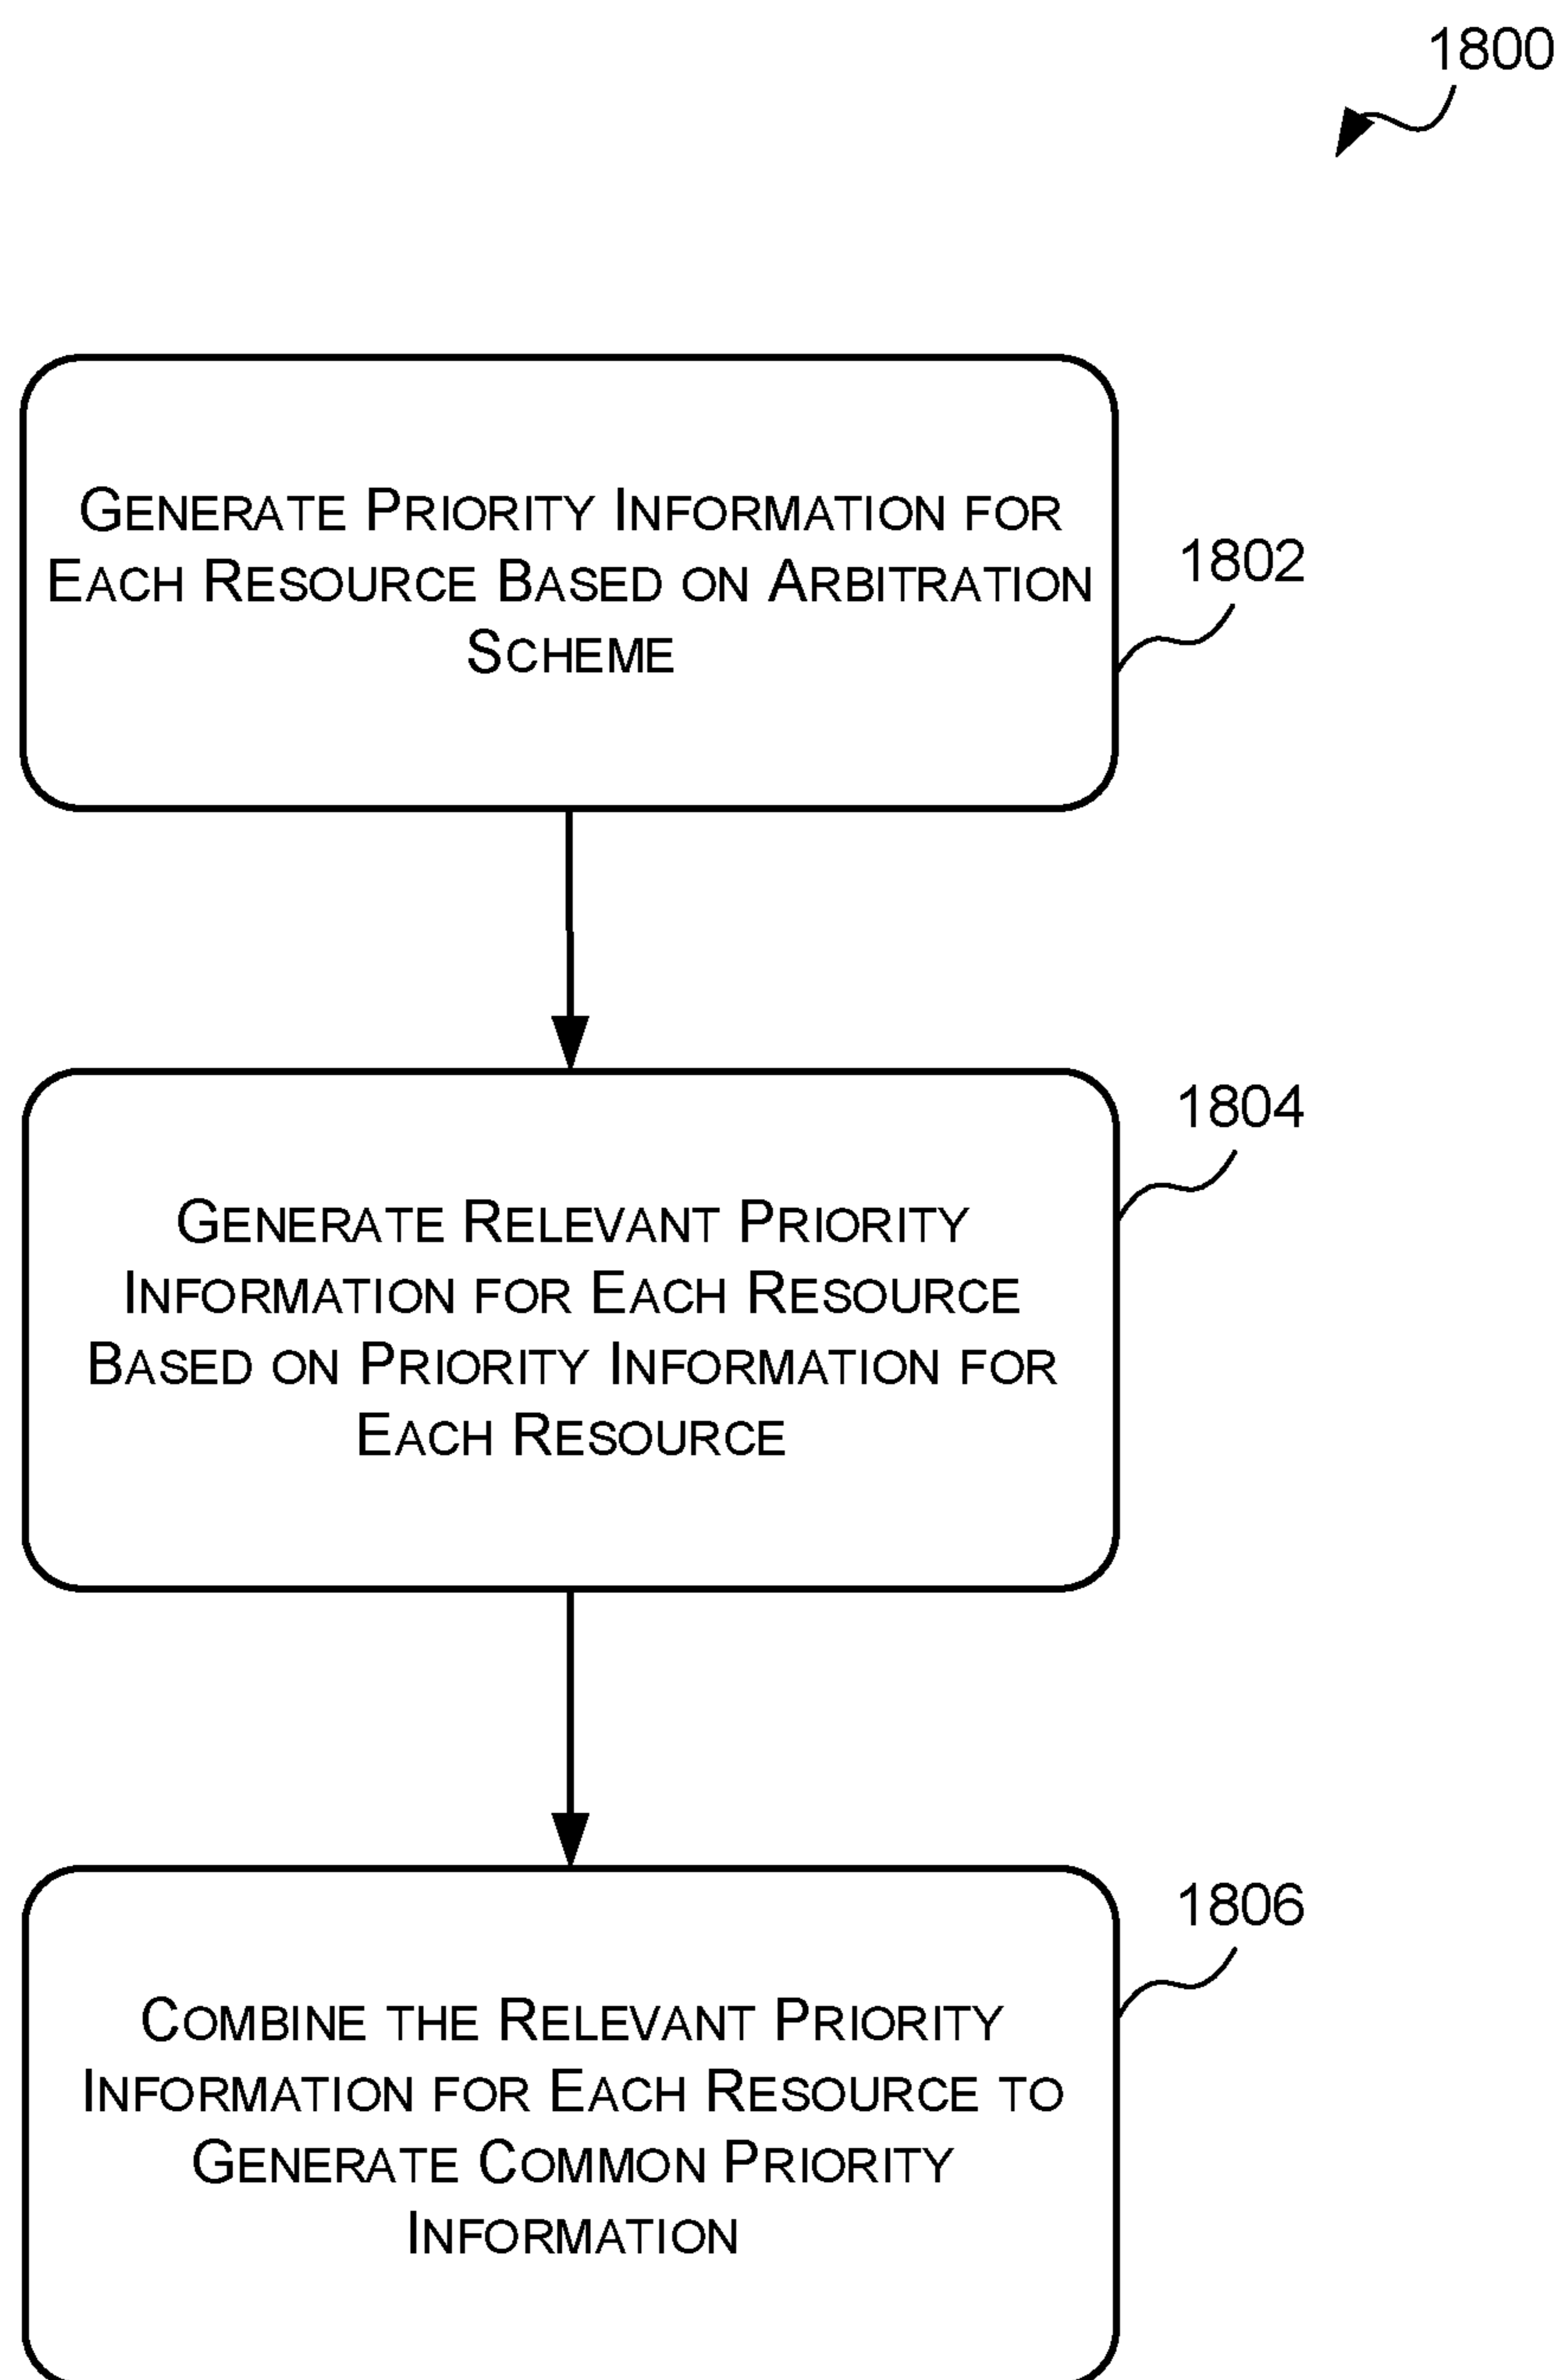 1800
GENERATE PRIORITY INFORMATION FOR
EACH RESOURCE BASED ON ARBITRATION
SCHEME
1802
GENERATE RELEVANT PRIORITY
INFORMATION FOR EACH RESOURCE
BASED ON PRIORITY INFORMATION FOR
EACH RESOURCE
1804
COMBINE THE RELEVANT PRIORITY
INFORMATION FOR EACH RESOURCE TO
GENERATE COMMON PRIORITY
INFORMATION
1806